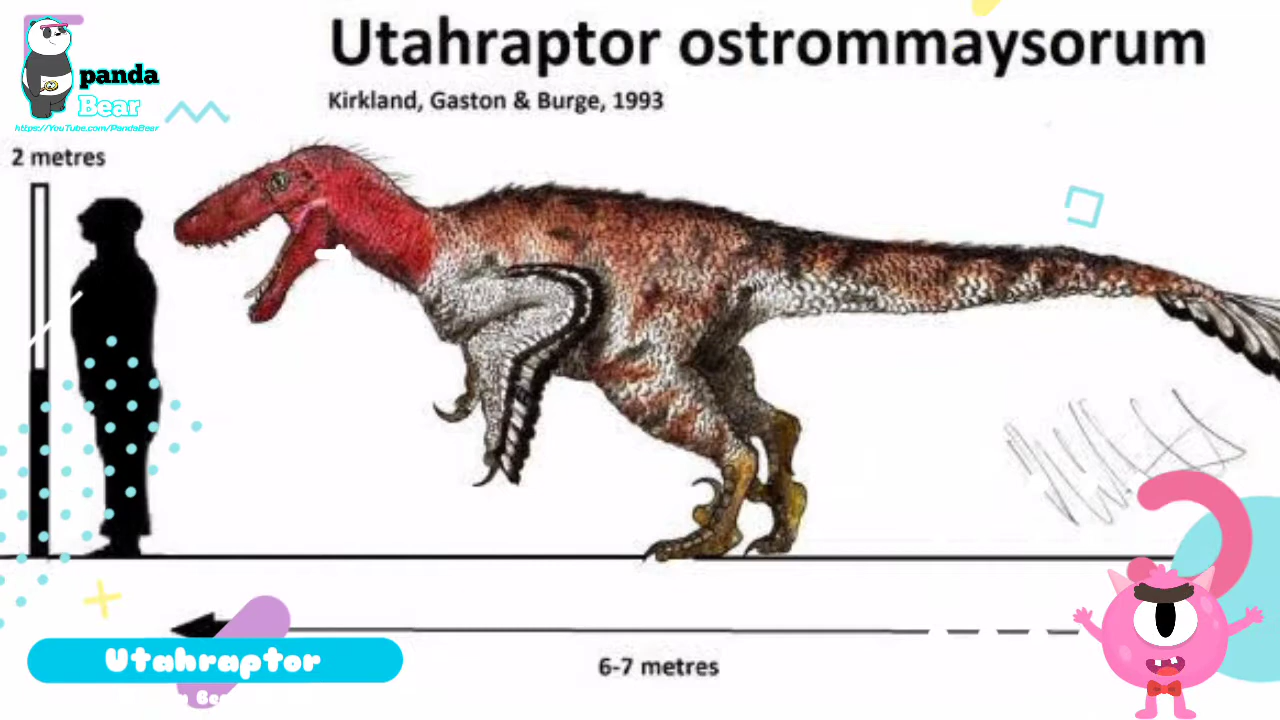 Utahraptor ostrommaysorum
Kirkland, Gaston & Burge, 1993
panda
Bear
https://YouTube.com/PandaBear
2 metres
6-7 metres
Utahraptor